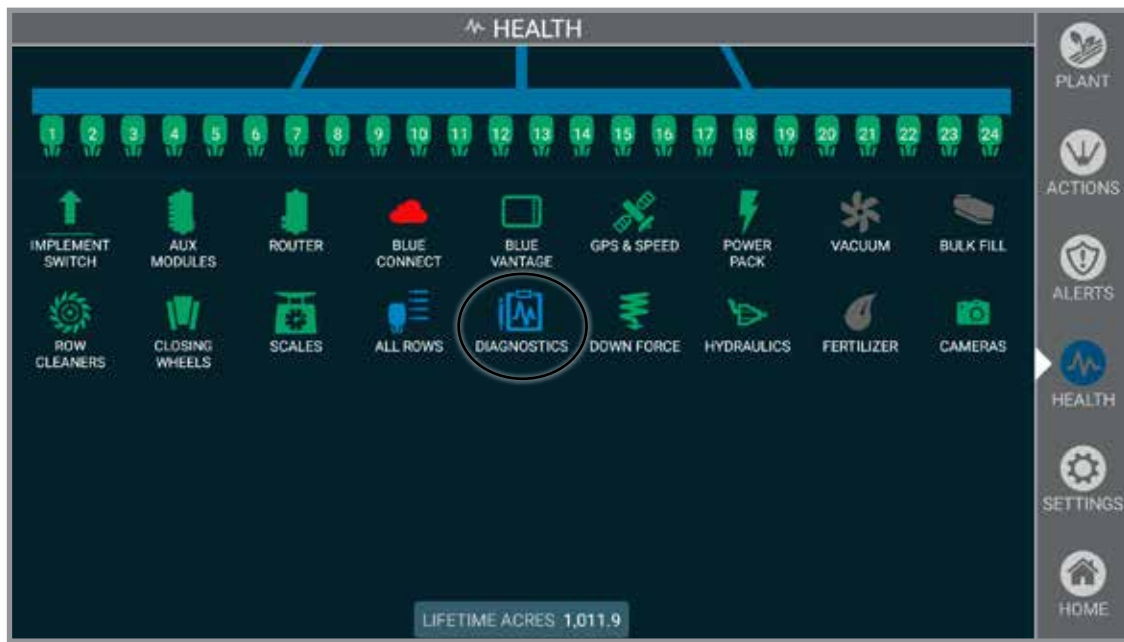 HEALTH
PLANT
1 2 3 4 5 6 7 8 9 10 11 12 13 14 15 16 17 18 19 20 21 22 23 24
ACTIONS
IMPLEMENT SWITCH
AUX MODULES
ROUTER
BLUE CONNECT
BLUE VANTAGE
GPS & SPEED
POWER PACK
VACUUM
BULK FILL
ALERTS
ROW CLEANERS
CLOSING WHEELS
SCALES
ALL ROWS
DIAGNOSTICS
DOWN FORCE
HYDRAULICS
FERTILIZER
CAMERAS
HEALTH
SETTINGS
HOME
LIFETIME ACRES 1,011.9